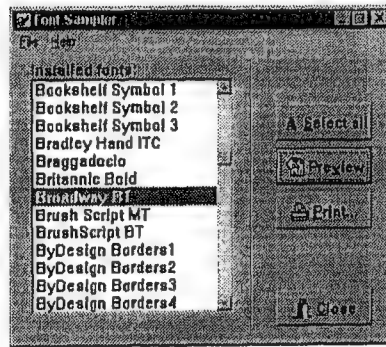 Font Sampler
File Help
Installed fonts:
Bookshelf Symbol 1
Bookshelf Symbol 2
Bookshelf Symbol 3
Bradley Hand ITC
Braggadocio
Britannic Bold
Broadway BT
Brush Script MT
BrushScript BT
ByDesign Borders1
ByDesign Borders2
ByDesign Borders3
ByDesign Borders4
Select all
Preview
Print...
Close